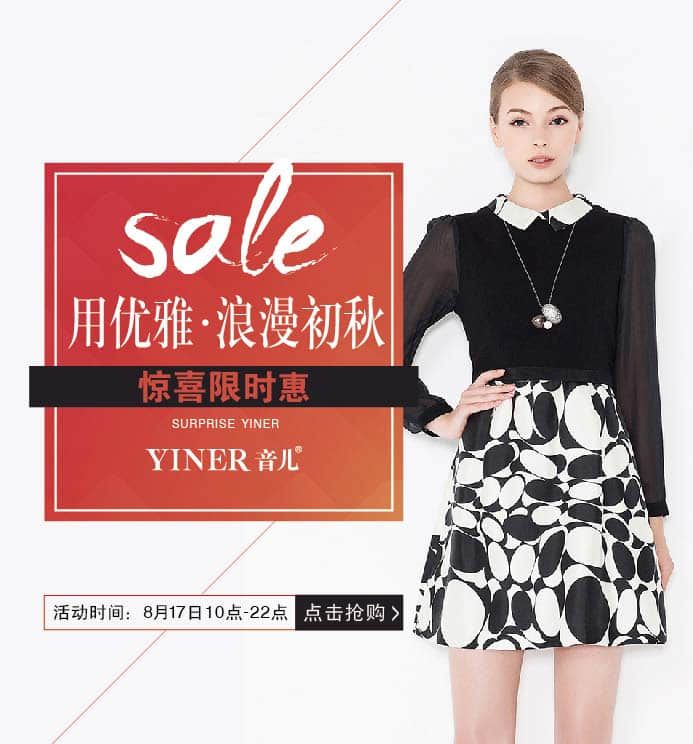 sale
用优雅·浪漫初秋
惊喜限时惠
SURPRISE YINER
YINER 音儿®
活动时间：8月17日10点-22点 点击抢购 >